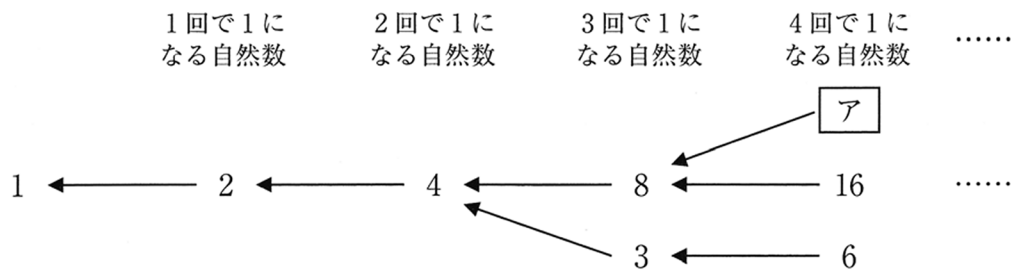 1回で1に 2回で1に 3回で1に 4回で1に ……
なる自然数 なる自然数 なる自然数 なる自然数
ア
1 2 4 8 16 ……
3 6